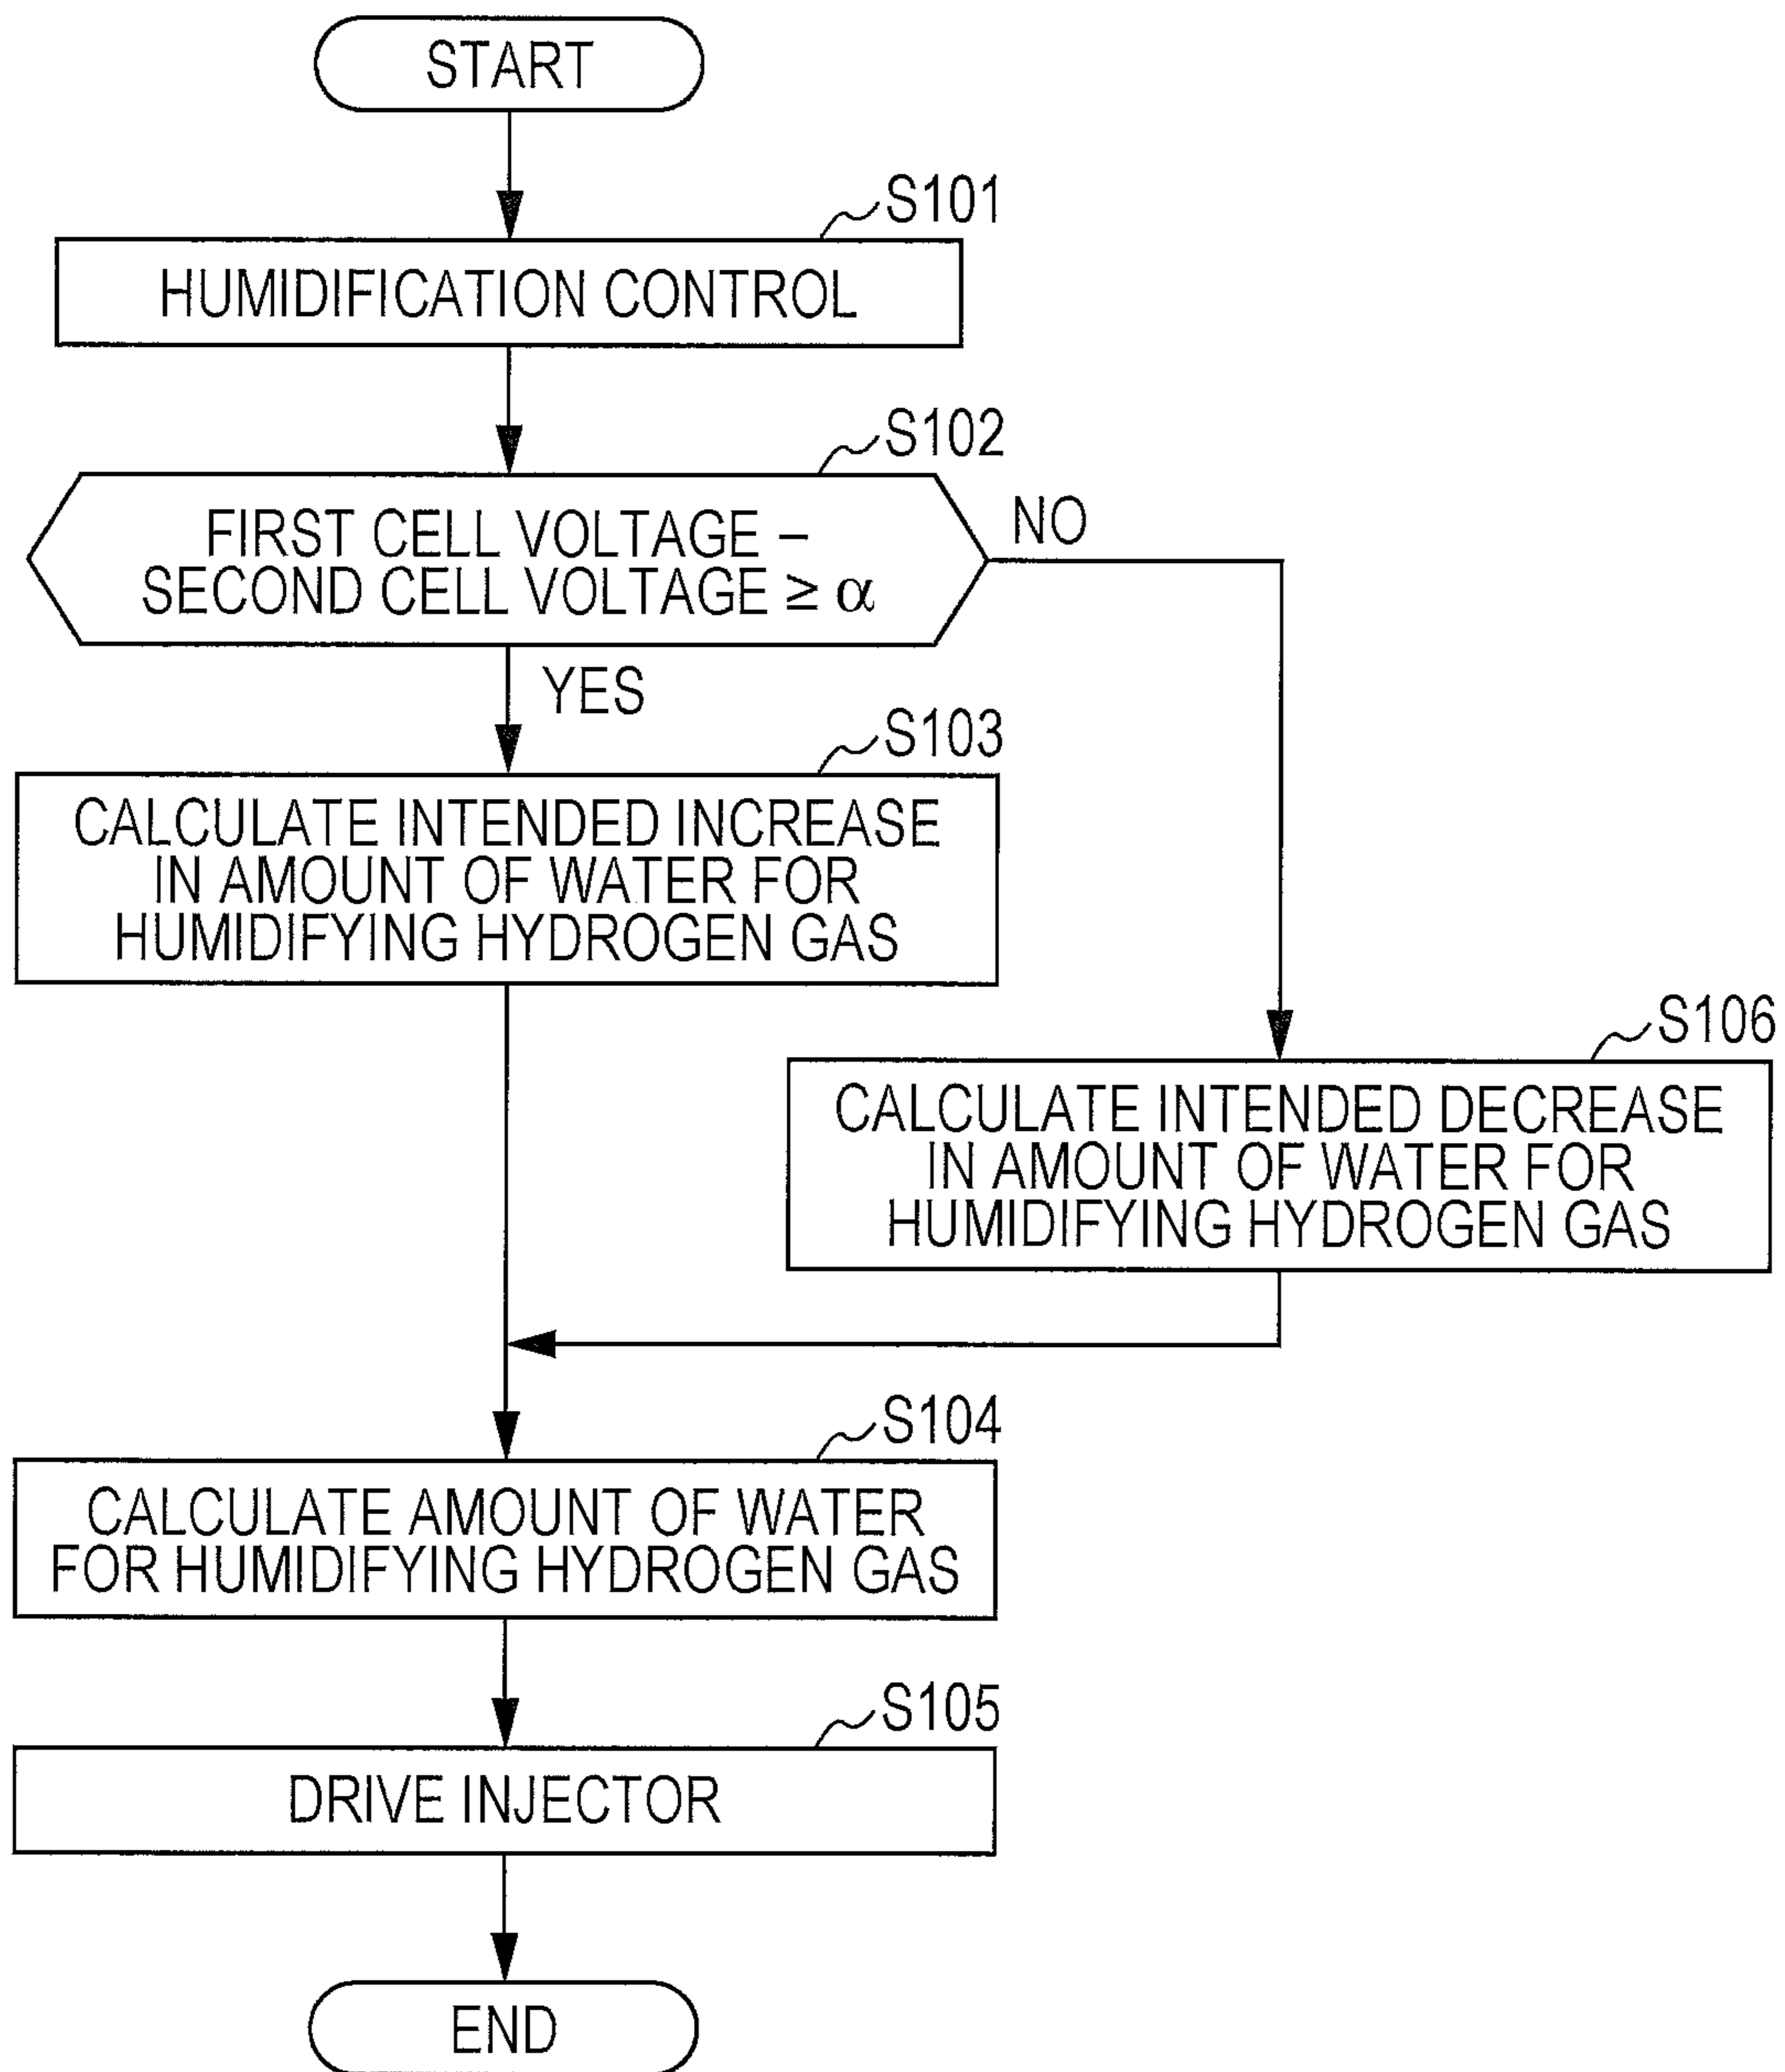 START
S101
HUMIDIFICATION CONTROL
S102
FIRST CELL VOLTAGE –
SECOND CELL VOLTAGE ≥ α
NO
YES
S103
CALCULATE INTENDED INCREASE
IN AMOUNT OF WATER FOR
HUMIDIFYING HYDROGEN GAS
S106
CALCULATE INTENDED DECREASE
IN AMOUNT OF WATER FOR
HUMIDIFYING HYDROGEN GAS
S104
CALCULATE AMOUNT OF WATER
FOR HUMIDIFYING HYDROGEN GAS
S105
DRIVE INJECTOR
END